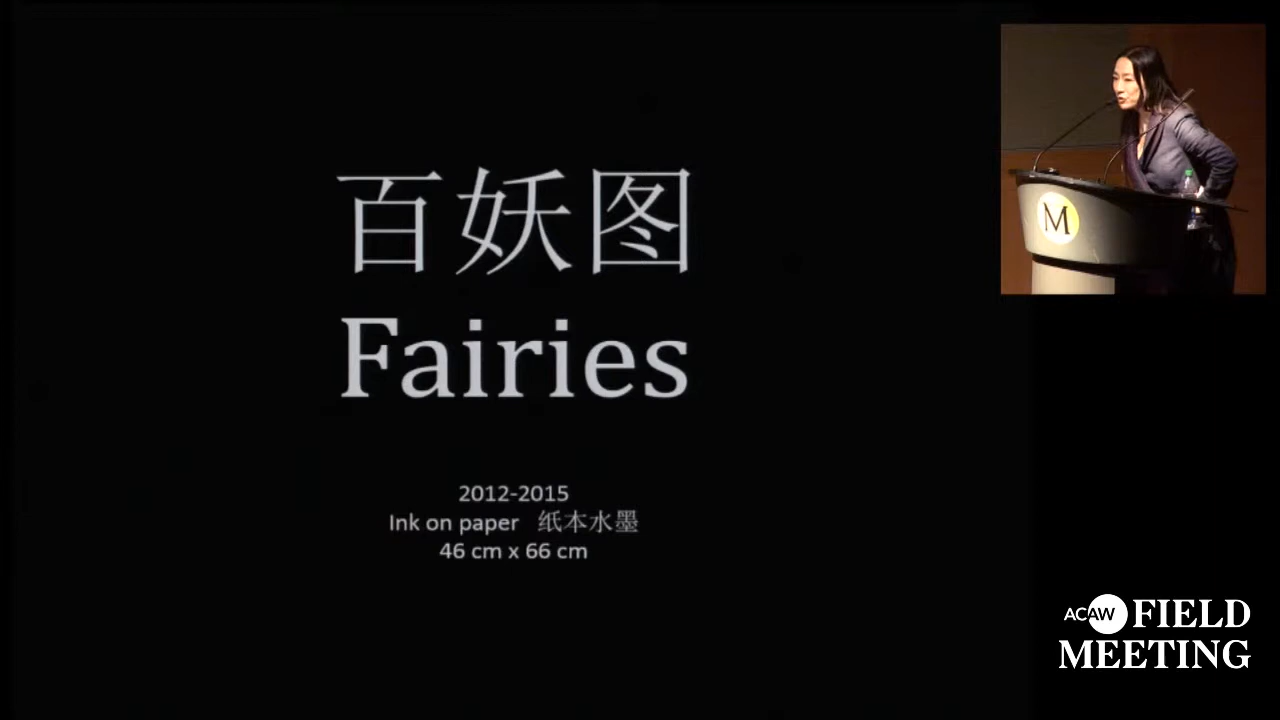 百妖图
Fairies
2012-2015
Ink on paper 纸本水墨
46 cm x 66 cm
M
ACAW FIELD
MEETING